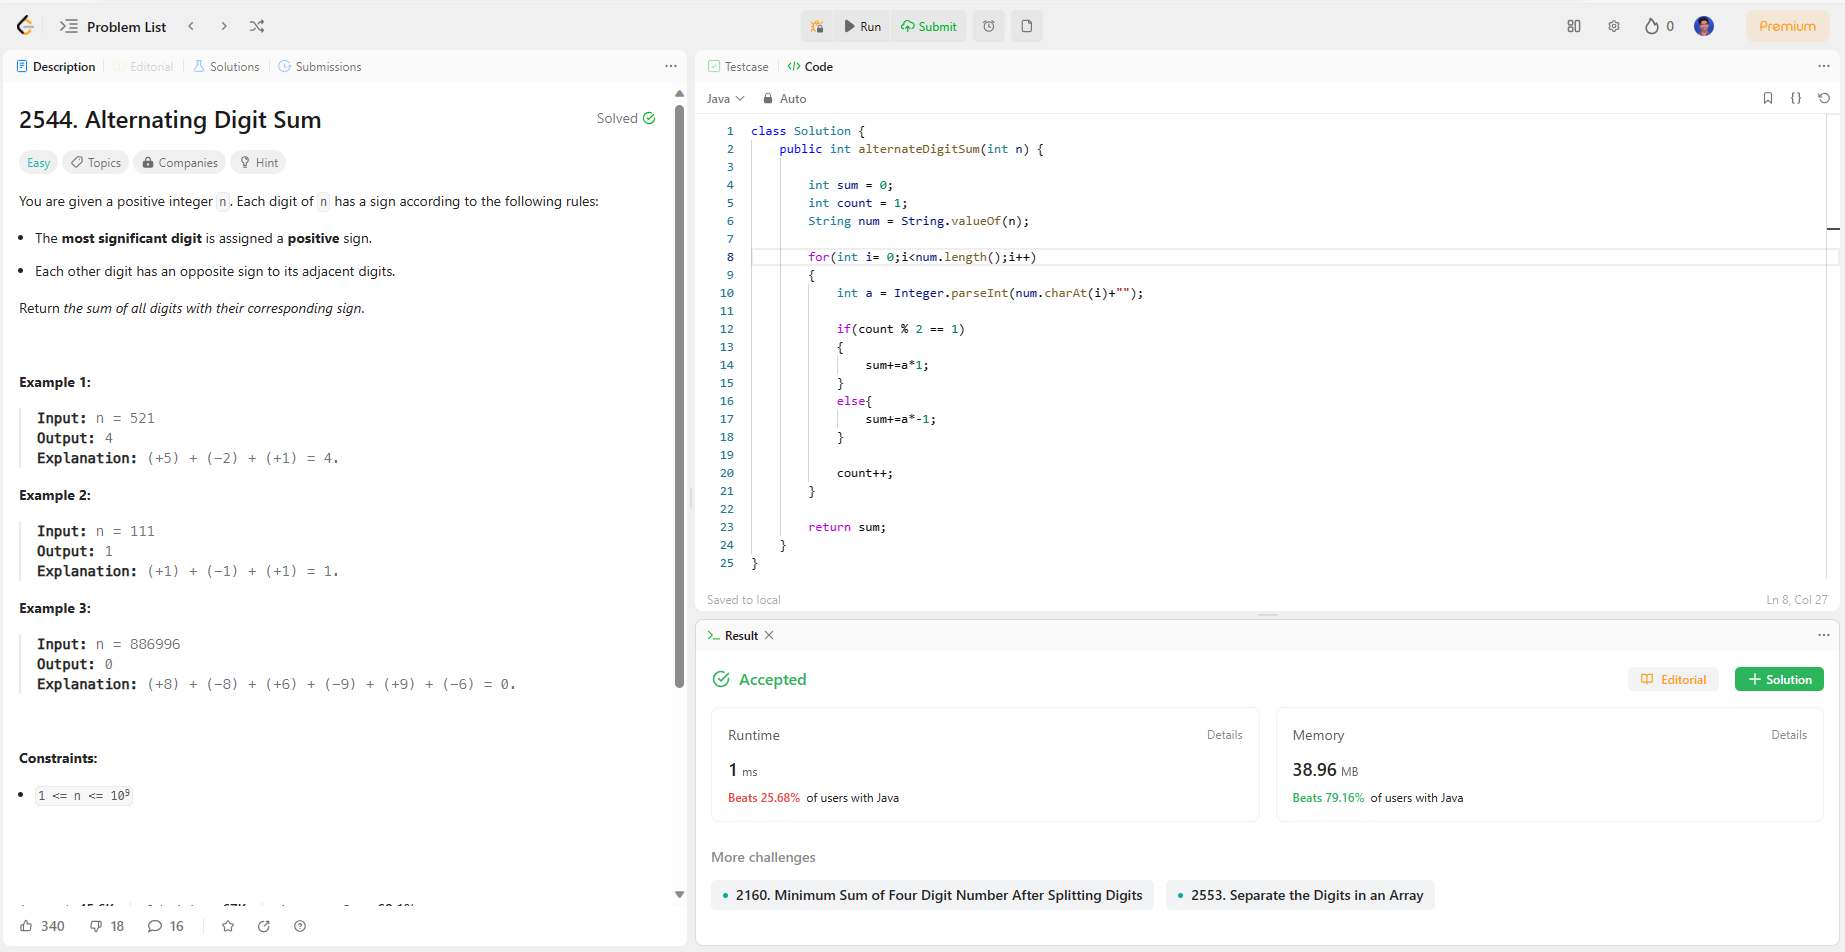 Problem List
Run
Submit
0
Premium
Description
Editorial
Solutions
Submissions
2544. Alternating Digit Sum
Solved
Easy
Topics
Companies
Hint
You are given a positive integer n. Each digit of n has a sign according to the following rules:
• The most significant digit is assigned a positive sign.
• Each other digit has an opposite sign to its adjacent digits.
Return the sum of all digits with their corresponding sign.
Example 1:
Input: n = 521
Output: 4
Explanation: (+5) + (-2) + (+1) = 4.
Example 2:
Input: n = 111
Output: 1
Explanation: (+1) + (-1) + (+1) = 1.
Example 3:
Input: n = 886996
Output: 0
Explanation: (+8) + (-8) + (+6) + (-9) + (+9) + (-6) = 0.
Constraints:
• 1 <= n <= 10⁹
340
18
16
Testcase
Code
Java
Auto
1 class Solution {
2 public int alternateDigitSum(int n) {
3
4 int sum = 0;
5 int count = 1;
6 String num = String.valueOf(n);
7
8 for(int i= 0;i<num.length();i++)
9 {
10 int a = Integer.parseInt(num.charAt(i)+"");
11
12 if(count % 2 == 1)
13 {
14 sum+=a*1;
15 }
16 else{
17 sum+=a*-1;
18 }
19
20 count++;
21 }
22
23 return sum;
24 }
25 }
Saved to local
Ln 8, Col 27
Result
Accepted
Editorial
Solution
Runtime
Details
1 ms
Beats 25.68% of users with Java
Memory
Details
38.96 MB
Beats 79.16% of users with Java
More challenges
• 2160. Minimum Sum of Four Digit Number After Splitting Digits
• 2553. Separate the Digits in an Array